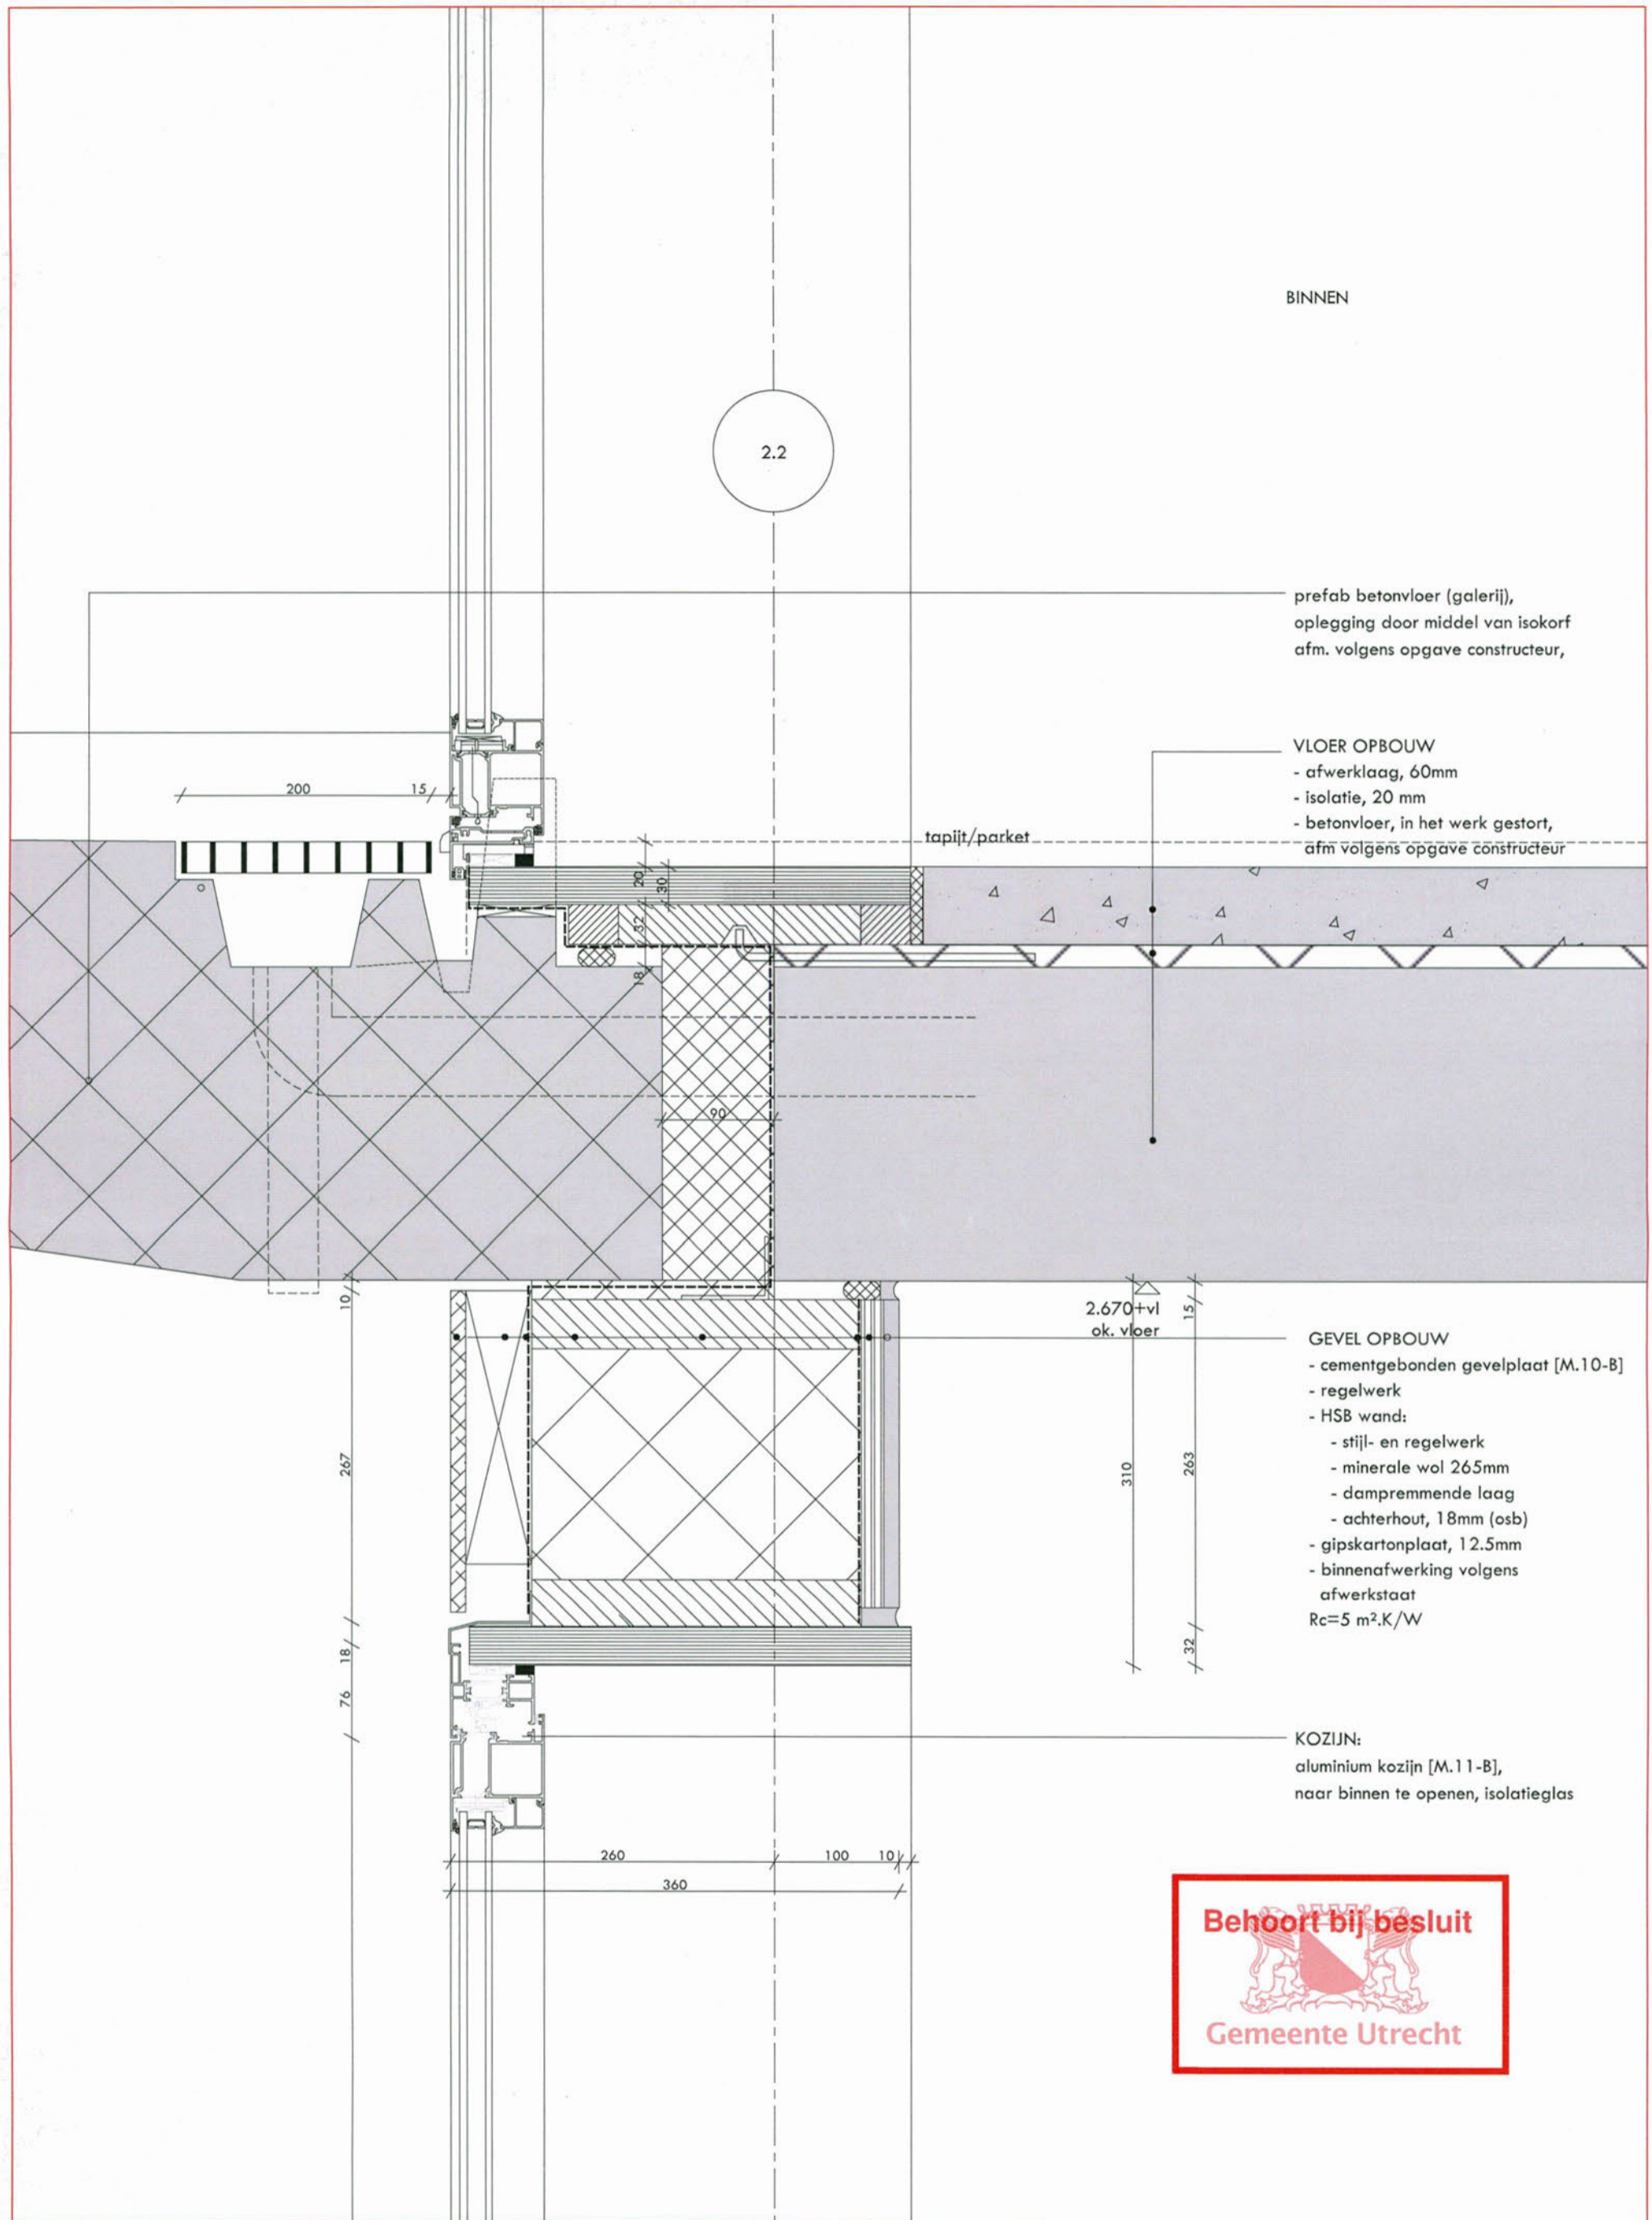 BINNEN
2.2
prefab betonvloer (galerij),
oplegging door middel van isokorf
afm. volgens opgave constructeur,
VLOER OPBOUW
- afwerklaag, 60mm
- isolatie, 20 mm
- betonvloer, in het werk gestort,
afm volgens opgave constructeur
200
15
tapijt/parket
20
30
32
18
90
10
2.670+vl
ok. vloer
15
GEVEL OPBOUW
- cementgebonden gevelplaat [M.10-B]
- regelwerk
- HSB wand:
- stijl- en regelwerk
- minerale wol 265mm
- dampremmende laag
- achterhout, 18mm (osb)
- gipskartonplaat, 12.5mm
- binnenafwerking volgens
afwerkstaat
Rc=5 m².K/W
267
310
263
18
32
76
KOZIJN:
aluminium kozijn [M.11-B],
naar binnen te openen, isolatieglas
260
100
10
360
Behoort bij besluit
Gemeente Utrecht